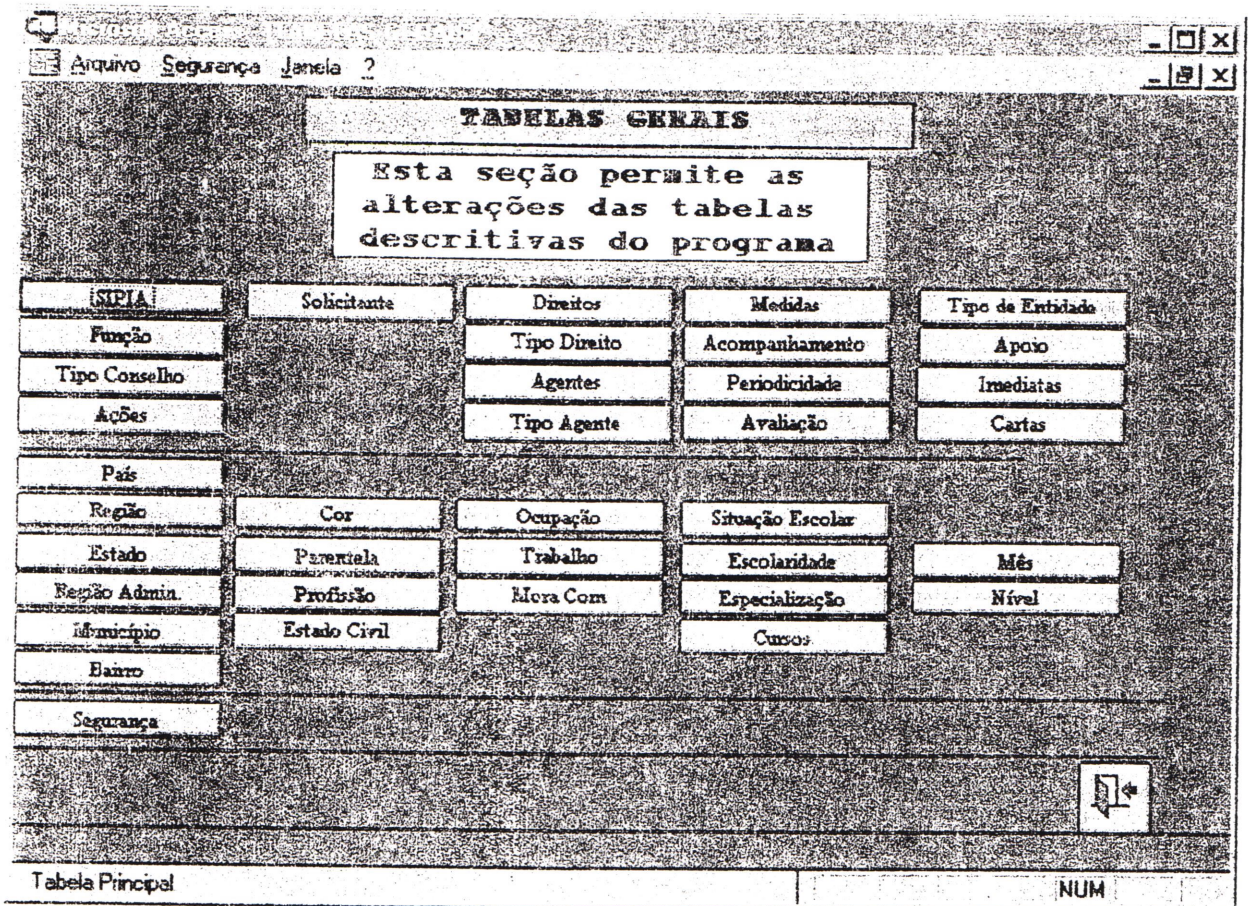 Arquivo Segurança Janela ?
TABELAS GERAIS
Esta seção permite as
alterações das tabelas
descritivas do programa
SIPIA Solicitante Direitos Medidas Tipo de Entidade
Função Tipo Direito Acompanhamento Apoio
Tipo Conselho Agentes Periodicidade Imediatas
Ações Tipo Agente Avaliação Cartas
País
Região Cor Ocupação Situação Escolar
Estado Parentela Trabalho Escolaridade Mês
Região Admin. Profissão Mora Com Especialização Nível
Município Estado Civil Cursos
Bairro
Segurança
Tabela Principal NUM